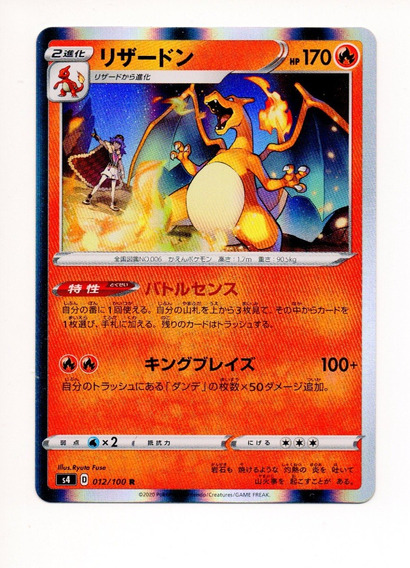 2進化 リザードン HP 170
リザードから進化
全国図鑑NO.006 かえんポケモン 高さ:1.7m 重さ:90.5kg
特性 バトルセンス
自分の番に1回使える。自分の山札を上から3枚見て、その中からカードを
1枚選び、手札に加える。残りのカードはトラッシュする。
キングブレイズ 100+
自分のトラッシュにある「ダンデ」の枚数×50ダメージ追加。
弱点 ×2 抵抗力 にげる
Illus.Ryota Fuse
s4 D 012/100 R
岩石も 焼けるような 灼熱の 炎を 吐いて
山火事を 起こすことが ある。
©2020 Pokémon/Nintendo/Creatures/GAME FREAK.